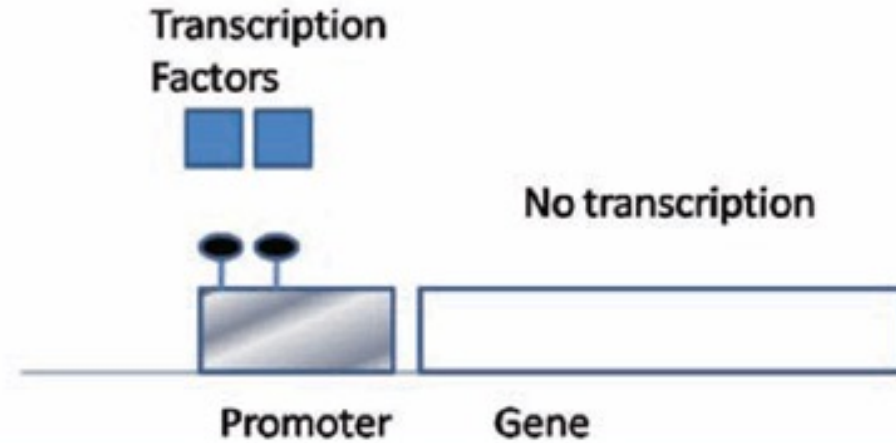 Transcription
Factors
No transcription
Promoter
Gene